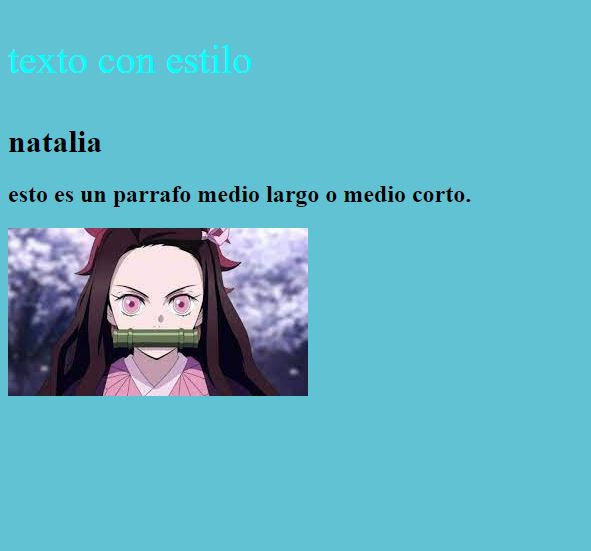 texto con estilo
natalia
esto es un parrafo medio largo o medio corto.